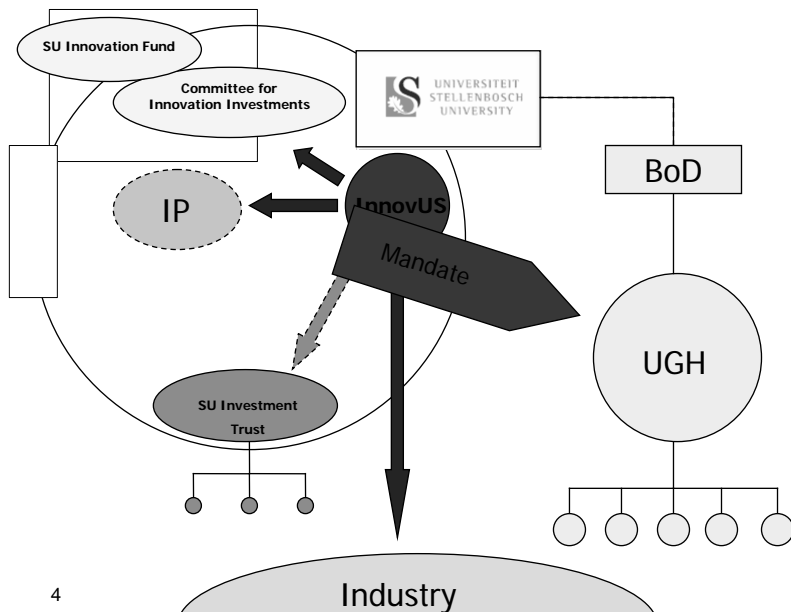 SU Innovation Fund
Committee for
Innovation Investments
UNIVERSITEIT
STELLENBOSCH
UNIVERSITY
BoD
IP
InnovUS
Mandate
UGH
SU Investment
Trust
Industry
4